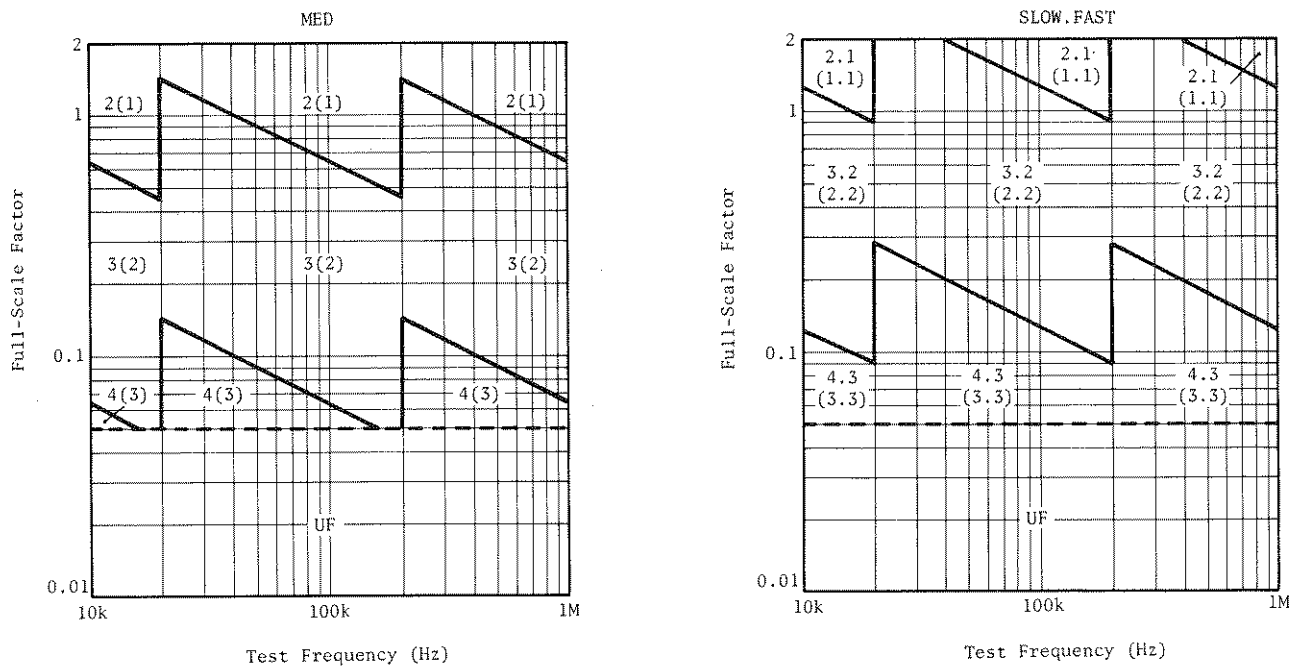 MED
2
2(1)
2(1)
2(1)
1
3(2)
3(2)
3(2)
0.1
4(3)
4(3)
4(3)
UF
0.01
10k
100k
1M
Full-Scale Factor
Test Frequency (Hz)
SLOW.FAST
2
2.1
(1.1)
2.1
(1.1)
2.1
(1.1)
1
3.2
(2.2)
3.2
(2.2)
3.2
(2.2)
0.1
4.3
(3.3)
4.3
(3.3)
4.3
(3.3)
UF
0.01
10k
100k
1M
Full-Scale Factor
Test Frequency (Hz)